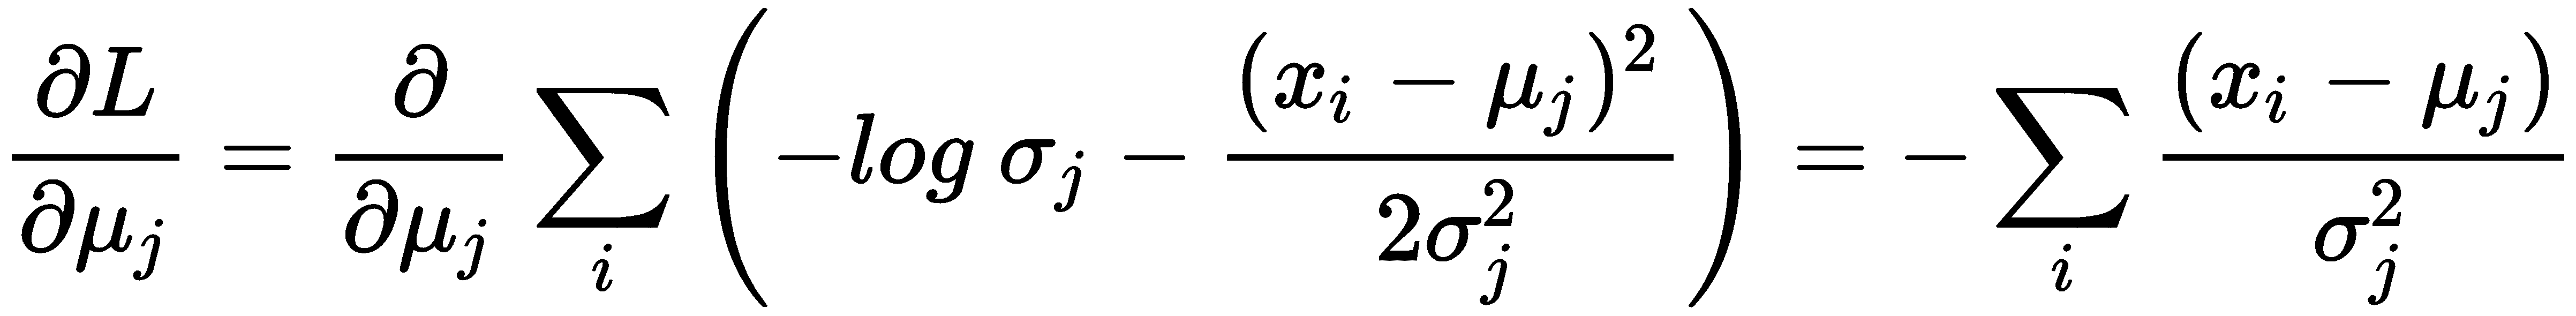 \frac{\partial L}{\partial \mu_j} = \frac{\partial}{\partial \mu_j} \sum_i \left( -log\, \sigma_j - \frac{(x_i - \mu_j)^2}{2\sigma_j^2} \right) = -\sum_i \frac{(x_i - \mu_j)}{\sigma_j^2}